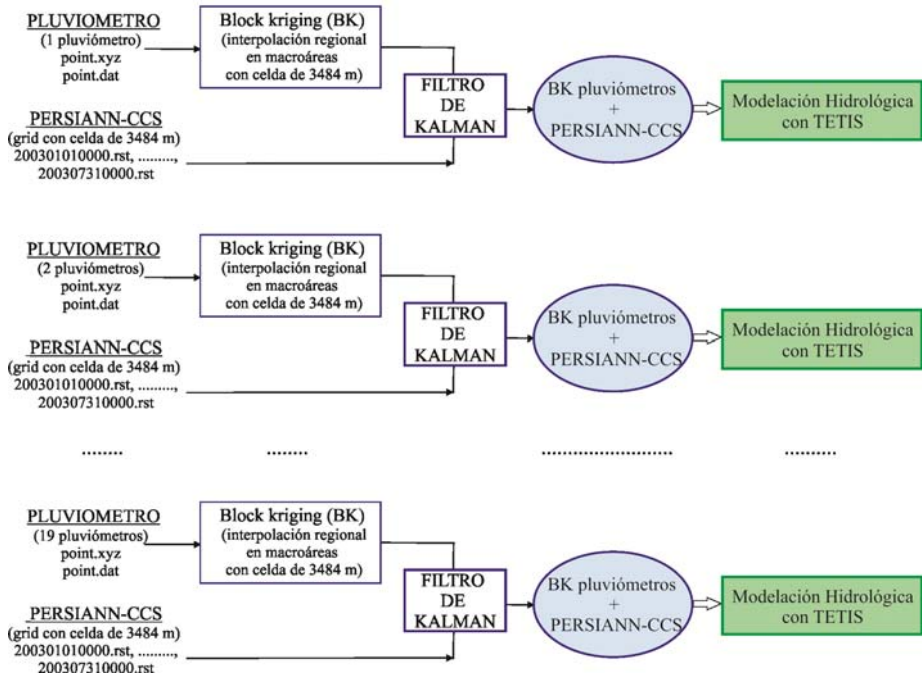 PLUVIOMETRO
(1 pluviómetro)
point.xyz
point.dat
Block kriging (BK)
(interpolación regional
en macroáreas
con celda de 3484 m)
PERSIANN-CCS
(grid con celda de 3484 m)
200301010000.rst, .........,
200307310000.rst
FILTRO
DE
KALMAN
BK pluviómetros
+
PERSIANN-CCS
Modelación Hidrológica
con TETIS
PLUVIOMETRO
(2 pluviómetros)
point.xyz
point.dat
Block kriging (BK)
(interpolación regional
en macroáreas
con celda de 3484 m)
PERSIANN-CCS
(grid con celda de 3484 m)
200301010000.rst, .........,
200307310000.rst
FILTRO
DE
KALMAN
BK pluviómetros
+
PERSIANN-CCS
Modelación Hidrológica
con TETIS
........ ........ ......................... ..........
PLUVIOMETRO
(19 pluviómetros)
point.xyz
point.dat
Block kriging (BK)
(interpolación regional
en macroáreas
con celda de 3484 m)
PERSIANN-CCS
(grid con celda de 3484 m)
200301010000.rst, .........,
200307310000.rst
FILTRO
DE
KALMAN
BK pluviómetros
+
PERSIANN-CCS
Modelación Hidrológica
con TETIS